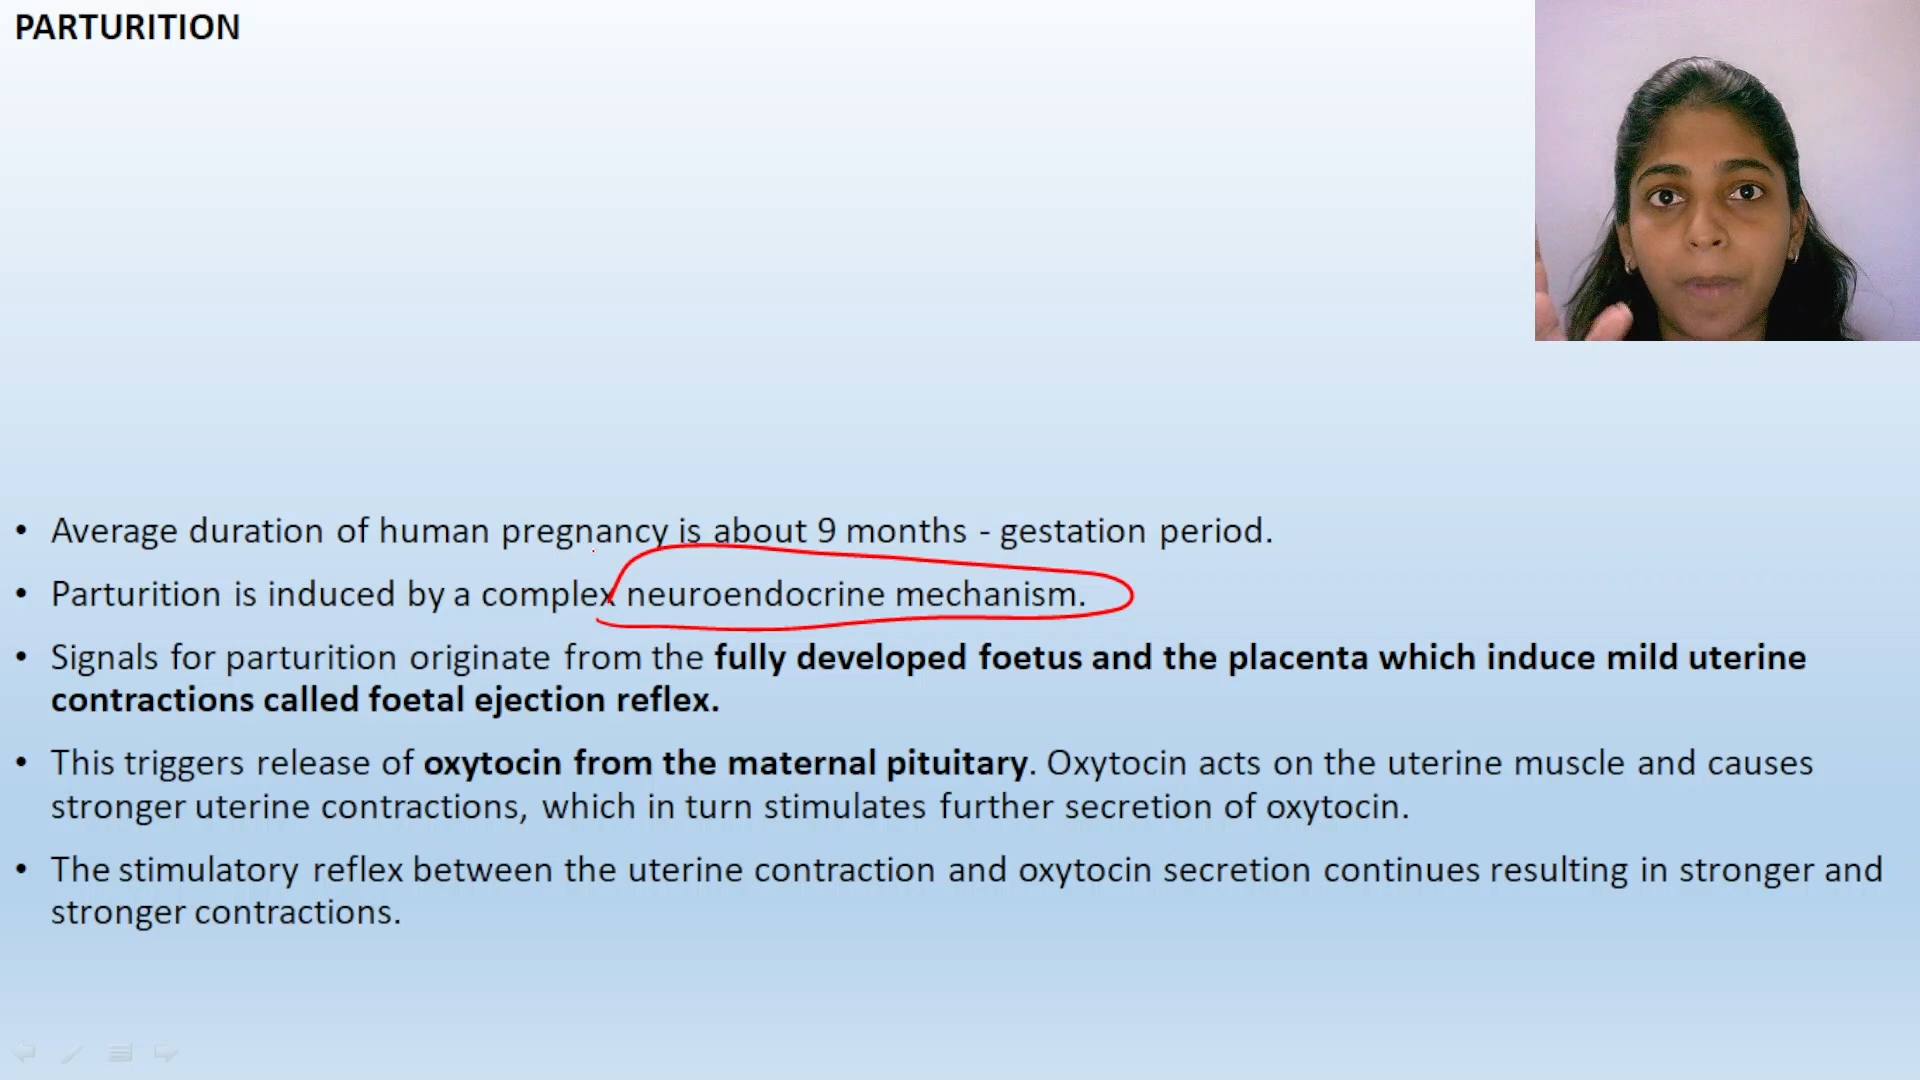 PARTURITION
• Average duration of human pregnancy is about 9 months - gestation period.
• Parturition is induced by a complex neuroendocrine mechanism.
• Signals for parturition originate from the fully developed foetus and the placenta which induce mild uterine
contractions called foetal ejection reflex.
• This triggers release of oxytocin from the maternal pituitary. Oxytocin acts on the uterine muscle and causes
stronger uterine contractions, which in turn stimulates further secretion of oxytocin.
• The stimulatory reflex between the uterine contraction and oxytocin secretion continues resulting in stronger and
stronger contractions.